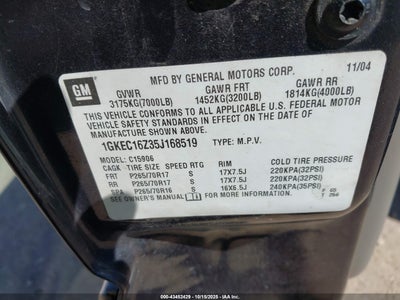 GM
MFD BY GENERAL MOTORS CORP. 11/04
GVWR GAWR FRT GAWR RR
3175KG(7000LB) 1452KG(3200LB) 1814KG(4000LB)
THIS VEHICLE CONFORMS TO ALL APPLICABLE U.S. FEDERAL MOTOR
VEHICLE SAFETY STANDARDS IN EFFECT ON THE DATE OF
MANUFACTURE SHOWN ABOVE.
1GKEC16Z35J168519 TYPE: M.P.V.
MODEL: C15906
CAGK TIRE SIZE SPEED RTG RIM COLD TIRE PRESSURE
FRT P265/70R17 S 17X7.5J 220KPA(32PSI)
RR P265/70R17 S 17X7.5J 220KPA(32PSI)
SPA P265/70R16 S 16X6.5J 240KPA(35PSI)
SEE OWNER'S MANUAL FOR MORE INFORMATION.
© IAA No: 43453429 - 10/15/2025